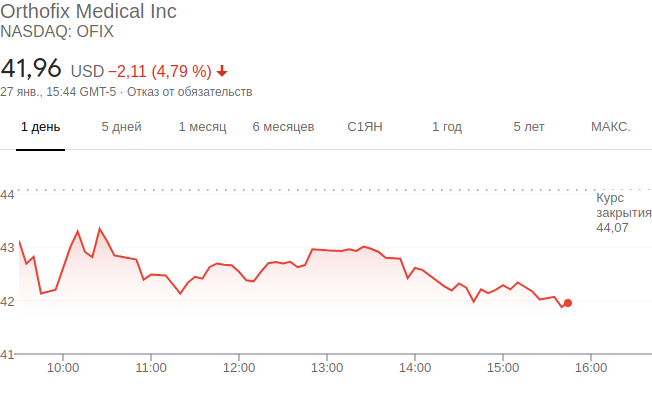 Orthofix Medical Inc
NASDAQ: OFIX
41,96 USD −2,11 (4,79 %)
27 янв., 15:44 GMT-5 · Отказ от обязательств
1 день 5 дней 1 месяц 6 месяцев С1ЯН 1 год 5 лет МАКС.
44
Курс
закрытия
44,07
43
42
41
10:00 11:00 12:00 13:00 14:00 15:00 16:00